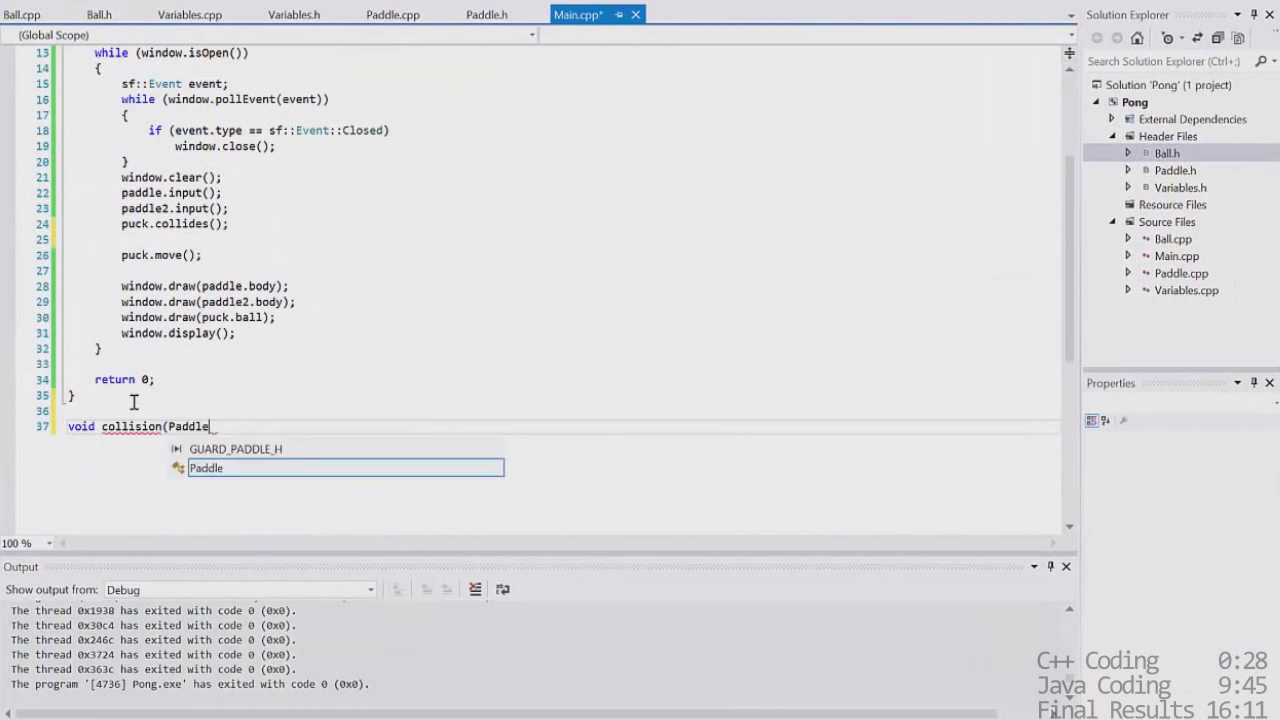 Ball.cpp Ball.h Variables.cpp Variables.h Paddle.cpp Paddle.h Main.cpp*
(Global Scope)
13 while (window.isOpen())
14 {
15 sf::Event event;
16 while (window.pollEvent(event))
17 {
18 if (event.type == sf::Event::Closed)
19 window.close();
20 }
21 window.clear();
22 paddle.input();
23 paddle2.input();
24 puck.collides();
25
26 puck.move();
27
28 window.draw(paddle.body);
29 window.draw(paddle2.body);
30 window.draw(puck.ball);
31 window.display();
32 }
33
34 return 0;
35 }
36
37 void collision(Paddle
GUARD_PADDLE_H
Paddle
100 %
Output
Show output from: Debug
The thread 0x1938 has exited with code 0 (0x0).
The thread 0x30c4 has exited with code 0 (0x0).
The thread 0x246c has exited with code 0 (0x0).
The thread 0x3724 has exited with code 0 (0x0).
The thread 0x363c has exited with code 0 (0x0).
The program '[4736] Pong.exe' has exited with code 0 (0x0).
Solution Explorer
Search Solution Explorer (Ctrl+;)
Solution 'Pong' (1 project)
Pong
External Dependencies
Header Files
Ball.h
Paddle.h
Variables.h
Resource Files
Source Files
Ball.cpp
Main.cpp
Paddle.cpp
Variables.cpp
Properties
C++ Coding 0:28
Java Coding 9:45
Final Results 16:11